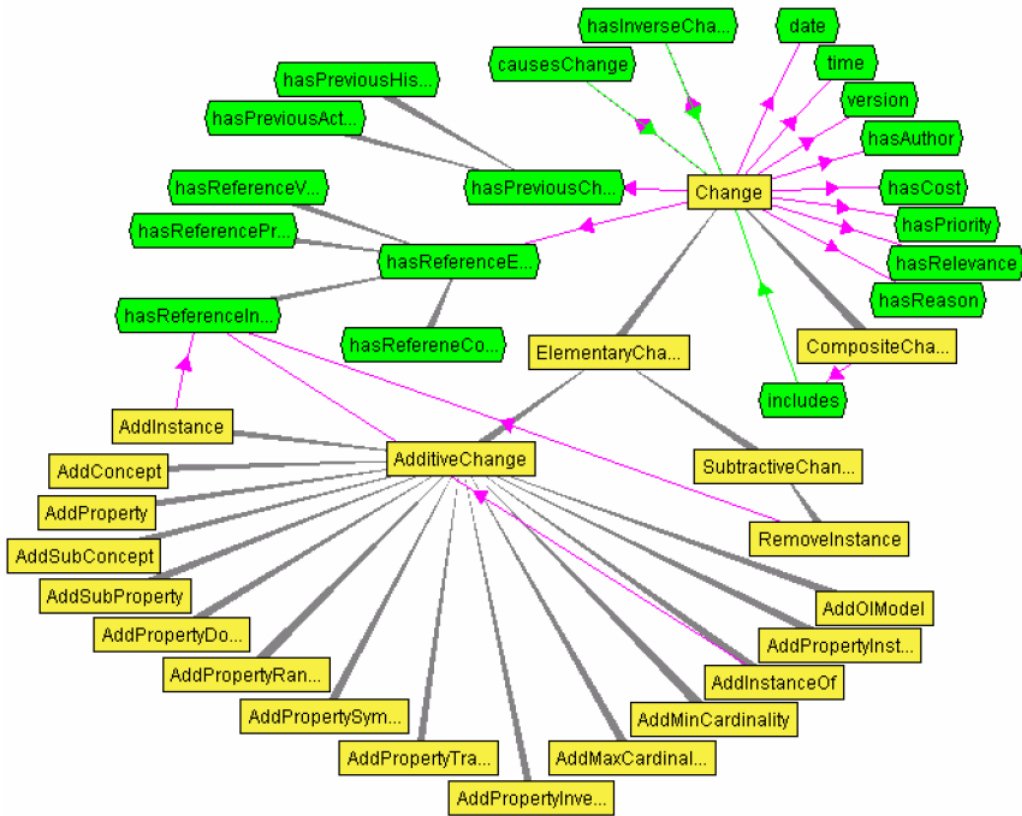 hasInverseCha...
date
causesChange
time
hasPreviousHis...
version
hasPreviousAct...
hasAuthor
hasReferenceV...
hasPreviousCh...
Change
hasCost
hasReferencePr...
hasPriority
hasReferenceE...
hasRelevance
hasReason
hasReferenceIn...
hasRefereneCo...
ElementaryCha...
CompositeCha...
includes
AddInstance
AdditiveChange
AddConcept
SubtractiveChan...
AddProperty
RemoveInstance
AddSubConcept
AddSubProperty
AddOIModel
AddPropertyDo...
AddPropertyInst...
AddPropertyRan...
AddInstanceOf
AddPropertySym...
AddMinCardinality
AddPropertyTra...
AddMaxCardinal...
AddPropertyInve...